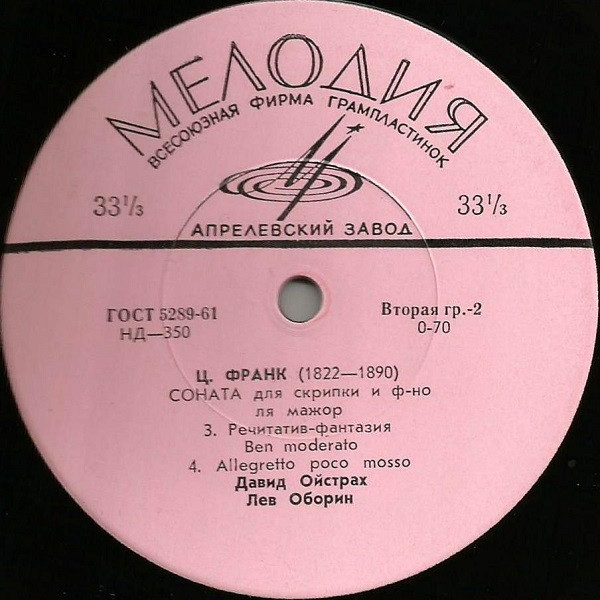 МЕЛОДИЯ
ВСЕСОЮЗНАЯ ФИРМА ГРАМПЛАСТИНОК
33⅓ 33⅓
АПРЕЛЕВСКИЙ ЗАВОД
ГОСТ 5289-61 Вторая гр.-2
НД—350 0-70
Ц. ФРАНК (1822—1890)
СОНАТА для скрипки и ф-но
ля мажор
3. Речитатив-фантазия
Ben moderato
4. Allegretto poco mosso
Давид Ойстрах
Лев Оборин